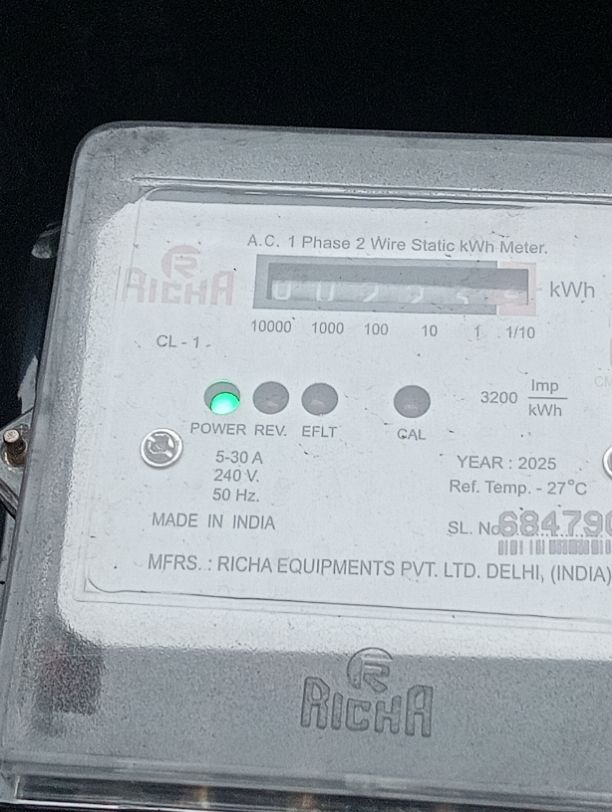 A.C. 1 Phase 2 Wire Static kWh Meter.
RICHA
kWh
10000 1000 100 10 1 1/10
CL - 1
3200 Imp/kWh
POWER REV. EFLT CAL
5-30 A
240 V.
50 Hz.
YEAR : 2025
Ref. Temp. - 27°C
MADE IN INDIA
SL. No. 68479
MFRS. : RICHA EQUIPMENTS PVT. LTD. DELHI, (INDIA)
RICHA